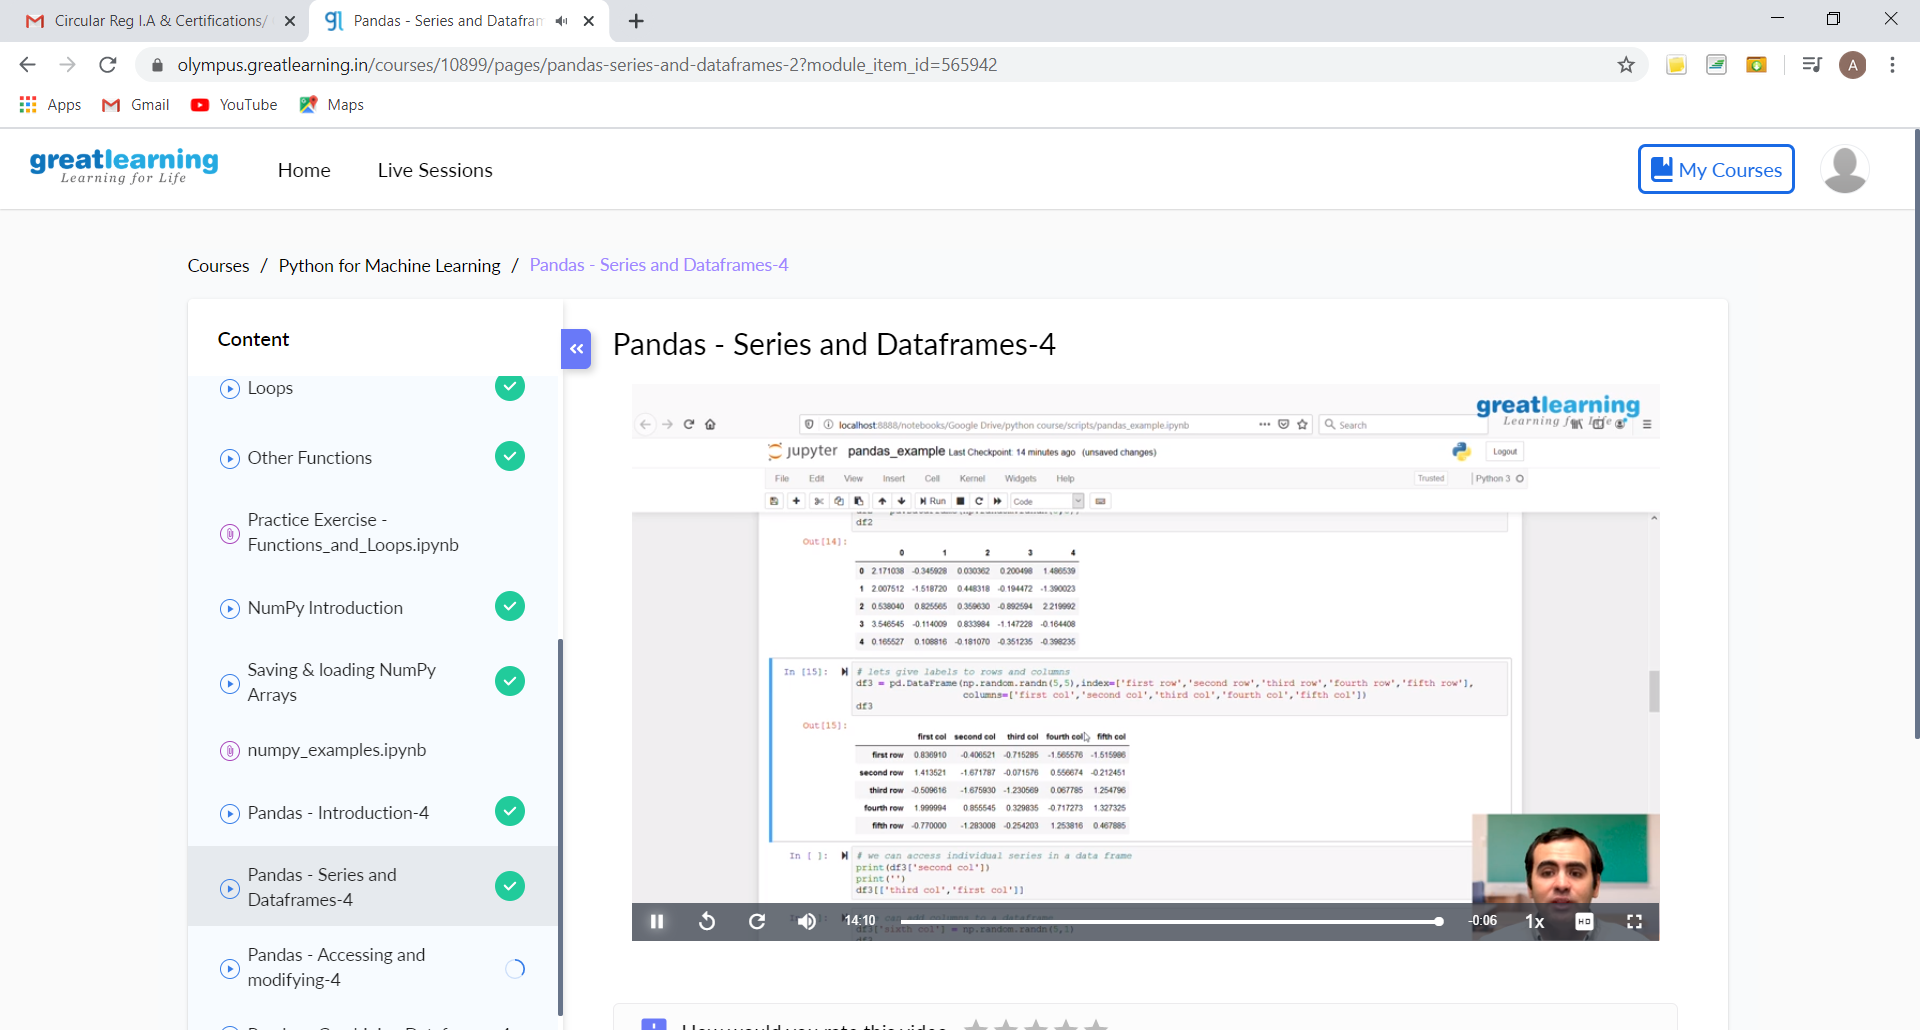 Circular Reg I.A & Certifications/
Pandas - Series and Datafram
olympus.greatlearning.in/courses/10899/pages/pandas-series-and-dataframes-2?module_item_id=565942
A
Apps Gmail YouTube Maps
greatlearning
Learning for Life
Home Live Sessions
My Courses
Courses / Python for Machine Learning / Pandas - Series and Dataframes-4
Content
Loops
Other Functions
Practice Exercise -
Functions_and_Loops.ipynb
NumPy Introduction
Saving & loading NumPy
Arrays
numpy_examples.ipynb
Pandas - Introduction-4
Pandas - Series and
Dataframes-4
Pandas - Accessing and
modifying-4
Pandas - Series and Dataframes-4
greatlearning
Learning for Life
localhost:8888/notebooks/Google Drive/python course/scripts/pandas_example.ipynb
Search
jupyter pandas_example Last Checkpoint: 14 minutes ago (unsaved changes)
Logout
File Edit View Insert Cell Kernel Widgets Help
Trusted Python 3
Run Code
df2
Out[14]:
0 1 2 3 4
0 2.171038 -0.345928 0.030362 0.200498 1.486539
1 2.007512 -1.518720 0.448318 -0.194472 -1.390023
2 0.538040 0.825565 0.359630 -0.892594 2.219992
3 3.546545 -0.114009 0.833984 -1.147228 -0.164408
4 0.165527 0.108816 -0.181070 -0.351235 -0.398235
In [15]: # lets give labels to rows and columns
df3 = pd.DataFrame(np.random.randn(5,5),index=['first row','second row','third row','fourth row','fifth row'],
columns=['first col','second col','third col','fourth col','fifth col'])
df3
Out[15]:
first col second col third col fourth col fifth col
first row 0.836910 -0.406521 -0.715285 -1.565576 -1.515986
second row 1.413521 -1.671787 -0.071576 0.556674 -0.212451
third row -0.509616 -1.675930 -1.230569 0.067785 1.254796
fourth row 1.999994 0.855545 0.329835 -0.717273 1.327325
fifth row -0.770000 -1.283008 -0.254203 1.253816 0.467885
In [ ]: # we can access individual series in a data frame
print(df3['second col'])
print('')
df3[['third col','first col']]
can add columns to a dataframe
df3['sixth col'] = np.random.randn(5,1)
14:10 -0:06 1x HD
How would you rate this video